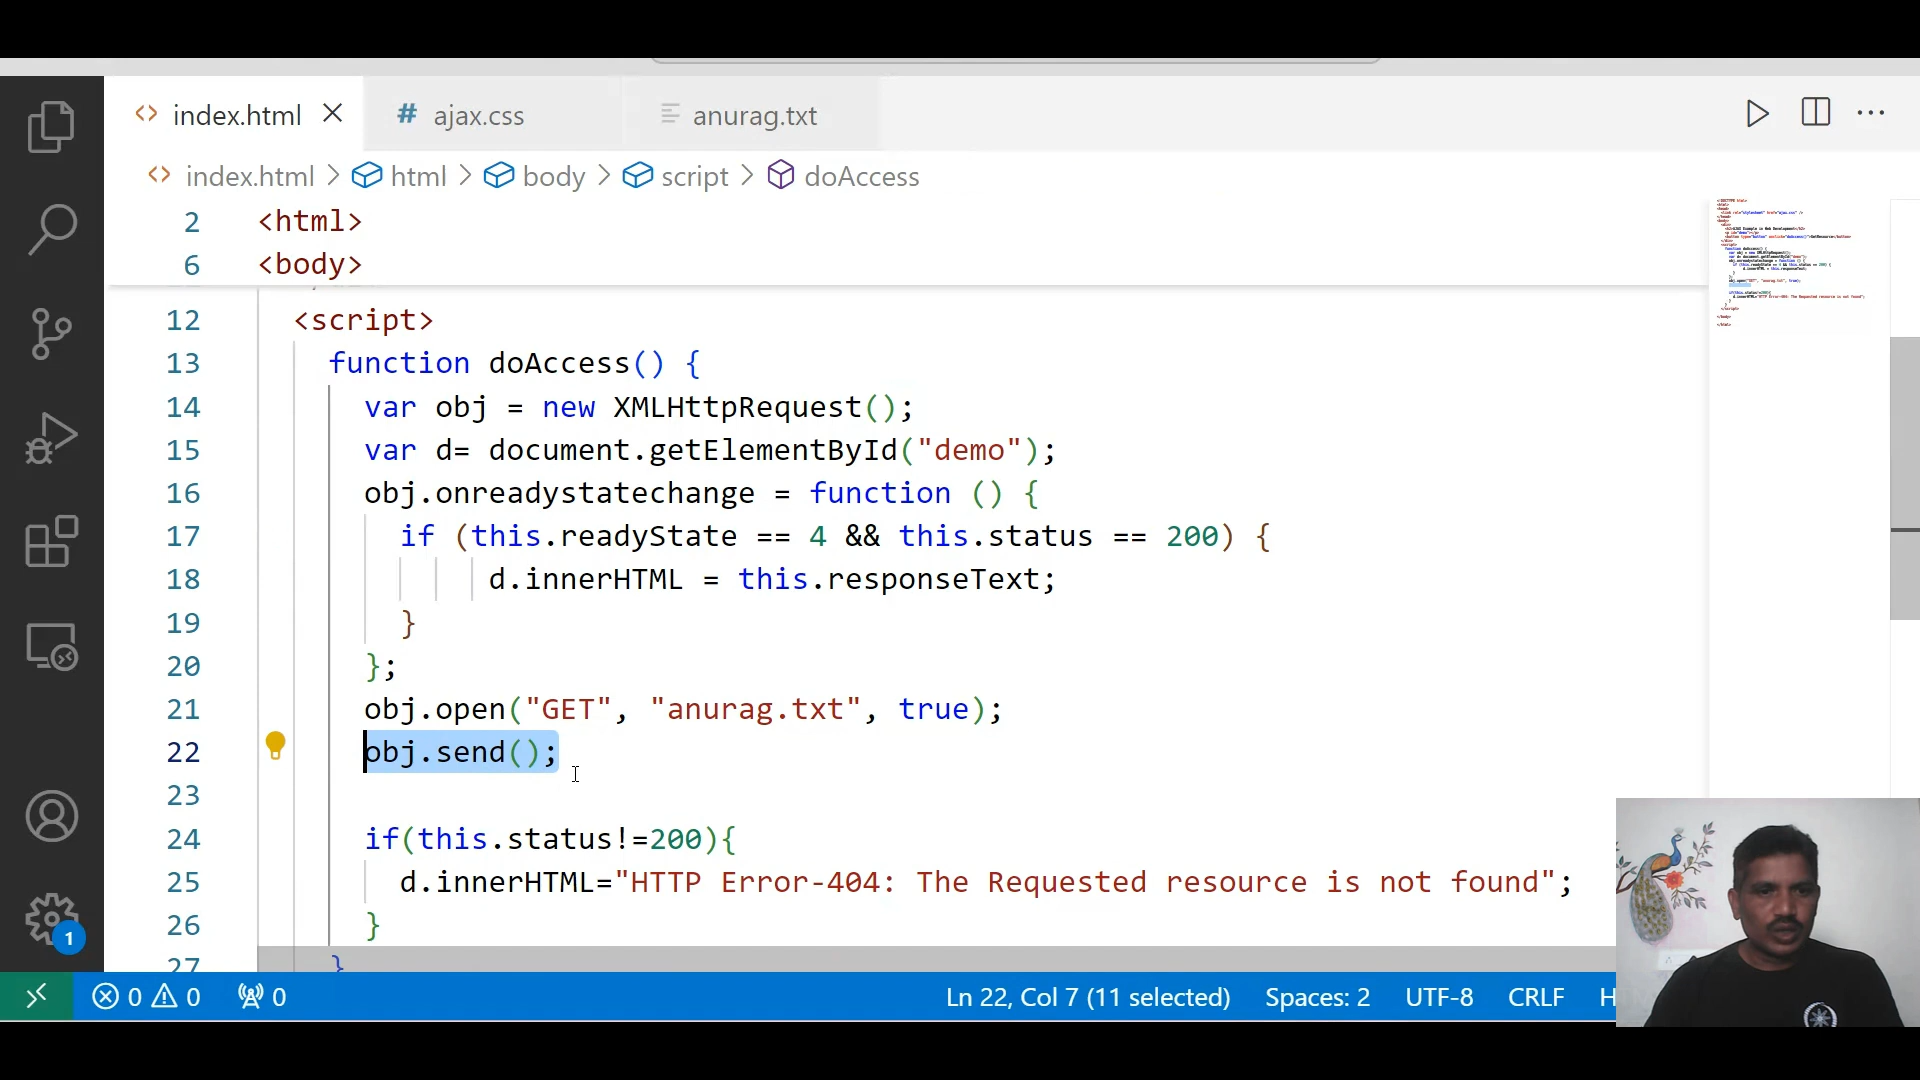 index.html
# ajax.css
anurag.txt
index.html > html > body > script > doAccess
2 <html>
6 <body>
12 <script>
13 function doAccess() {
14 var obj = new XMLHttpRequest();
15 var d= document.getElementById("demo");
16 obj.onreadystatechange = function () {
17 if (this.readyState == 4 && this.status == 200) {
18 d.innerHTML = this.responseText;
19 }
20 };
21 obj.open("GET", "anurag.txt", true);
22 obj.send();
23
24 if(this.status!=200){
25 d.innerHTML="HTTP Error-404: The Requested resource is not found";
26 }
27 }
1
0 0 0 Ln 22, Col 7 (11 selected) Spaces: 2 UTF-8 CRLF